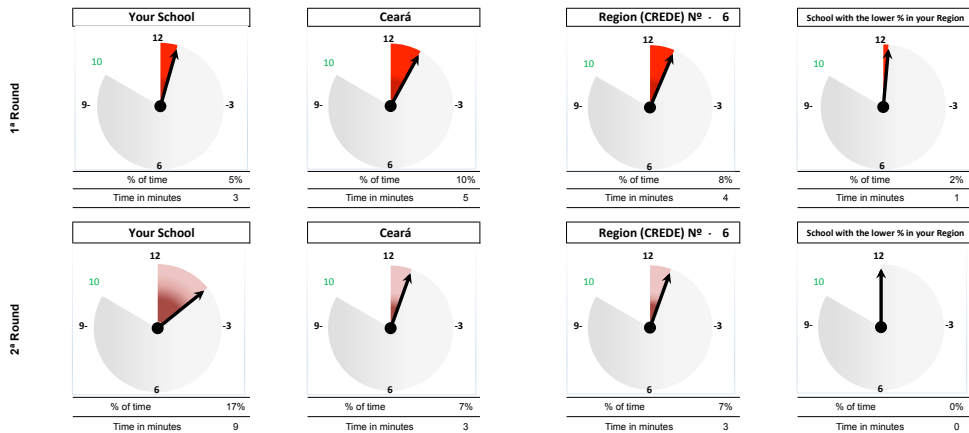 1ª Round
Your School
12
10
9-
-3
6
% of time 5%
Time in minutes 3
Ceará
12
10
9-
-3
6
% of time 10%
Time in minutes 5
Region (CREDE) Nº - 6
12
10
9-
-3
6
% of time 8%
Time in minutes 4
School with the lower % in your Region
12
10
9-
-3
6
% of time 2%
Time in minutes 1
2ª Round
Your School
12
10
9-
-3
6
% of time 17%
Time in minutes 9
Ceará
12
10
9-
-3
6
% of time 7%
Time in minutes 3
Region (CREDE) Nº - 6
12
10
9-
-3
6
% of time 7%
Time in minutes 3
School with the lower % in your Region
12
10
9-
-3
6
% of time 0%
Time in minutes 0